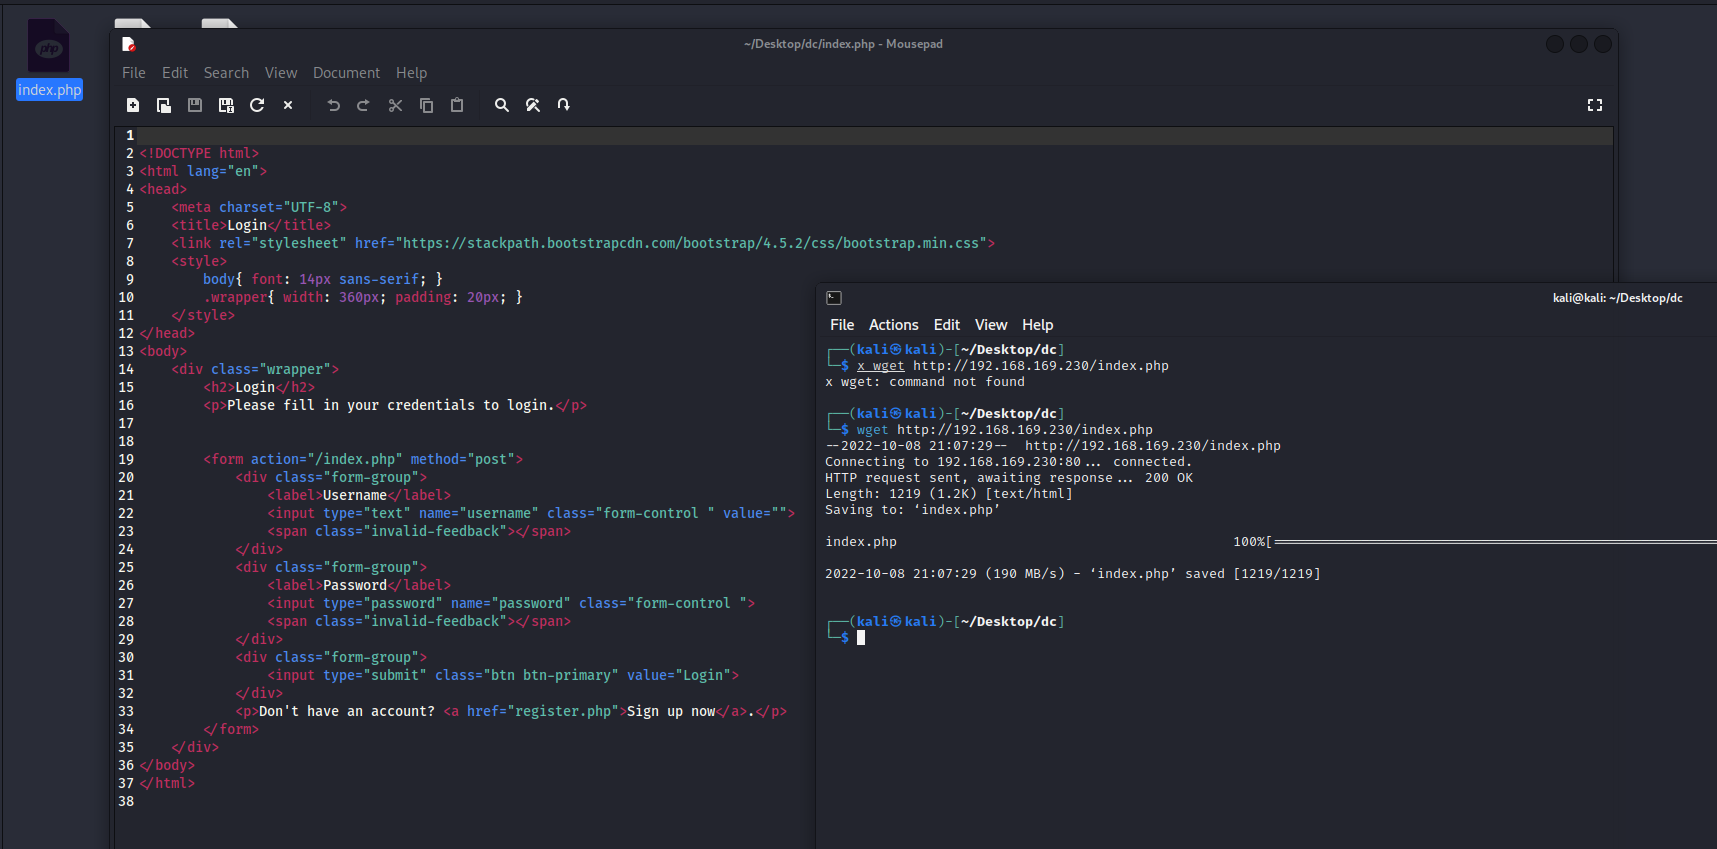 php
index.php
~/Desktop/dc/index.php - Mousepad
File Edit Search View Document Help
1
2 <!DOCTYPE html>
3 <html lang="en">
4 <head>
5     <meta charset="UTF-8">
6     <title>Login</title>
7     <link rel="stylesheet" href="https://stackpath.bootstrapcdn.com/bootstrap/4.5.2/css/bootstrap.min.css">
8     <style>
9         body{ font: 14px sans-serif; }
10         .wrapper{ width: 360px; padding: 20px; }
11     </style>
12 </head>
13 <body>
14     <div class="wrapper">
15         <h2>Login</h2>
16         <p>Please fill in your credentials to login.</p>
17
18
19         <form action="/index.php" method="post">
20             <div class="form-group">
21                 <label>Username</label>
22                 <input type="text" name="username" class="form-control " value="">
23                 <span class="invalid-feedback"></span>
24             </div>
25             <div class="form-group">
26                 <label>Password</label>
27                 <input type="password" name="password" class="form-control ">
28                 <span class="invalid-feedback"></span>
29             </div>
30             <div class="form-group">
31                 <input type="submit" class="btn btn-primary" value="Login">
32             </div>
33             <p>Don't have an account? <a href="register.php">Sign up now</a>.</p>
34         </form>
35     </div>
36 </body>
37 </html>
38
kali@kali: ~/Desktop/dc
File Actions Edit View Help
┌──(kali㉿kali)-[~/Desktop/dc]
└─$ x wget http://192.168.169.230/index.php
x wget: command not found
┌──(kali㉿kali)-[~/Desktop/dc]
└─$ wget http://192.168.169.230/index.php
--2022-10-08 21:07:29--  http://192.168.169.230/index.php
Connecting to 192.168.169.230:80... connected.
HTTP request sent, awaiting response... 200 OK
Length: 1219 (1.2K) [text/html]
Saving to: ‘index.php’
index.php 100%[=====================
2022-10-08 21:07:29 (190 MB/s) - ‘index.php’ saved [1219/1219]
┌──(kali㉿kali)-[~/Desktop/dc]
└─$